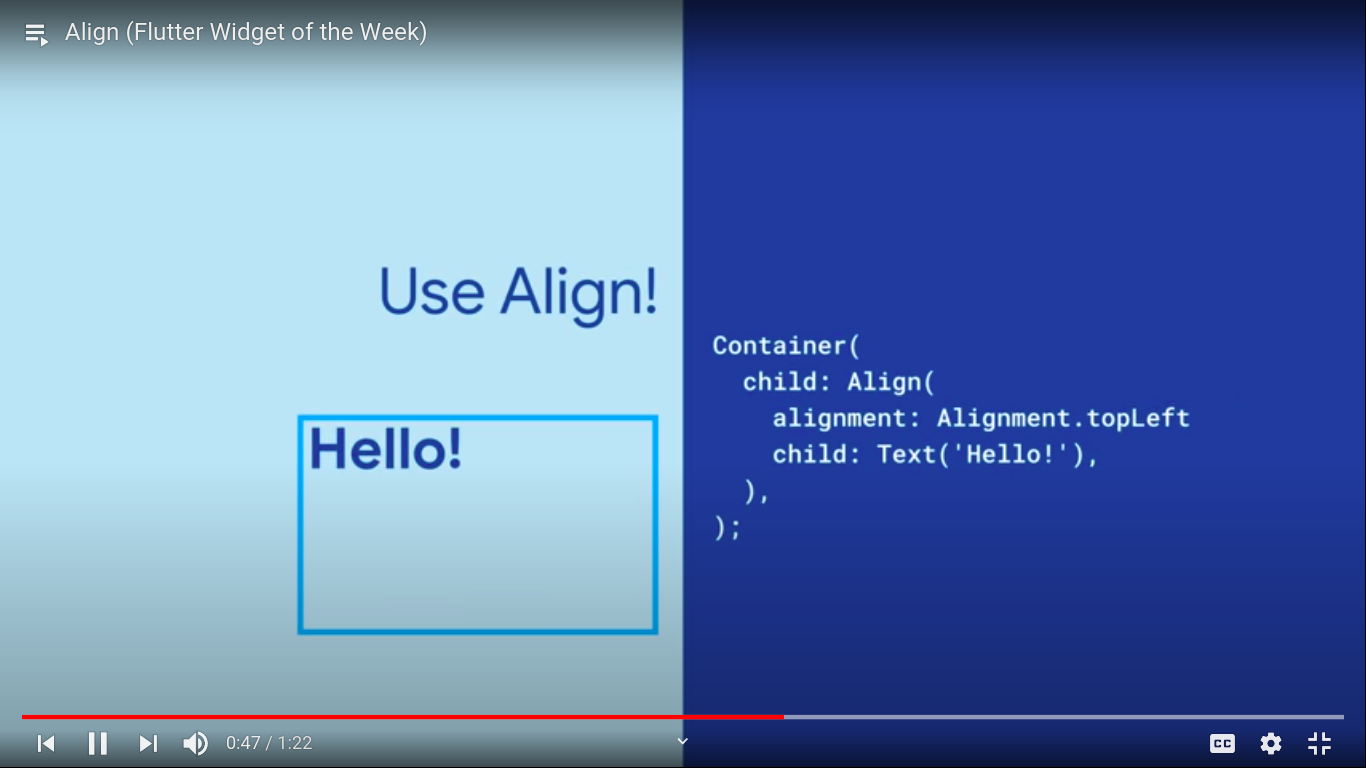 Align (Flutter Widget of the Week)
Use Align!
Hello!
Container(
  child: Align(
    alignment: Alignment.topLeft
    child: Text('Hello!'),
  ),
);
0:47 / 1:22
CC